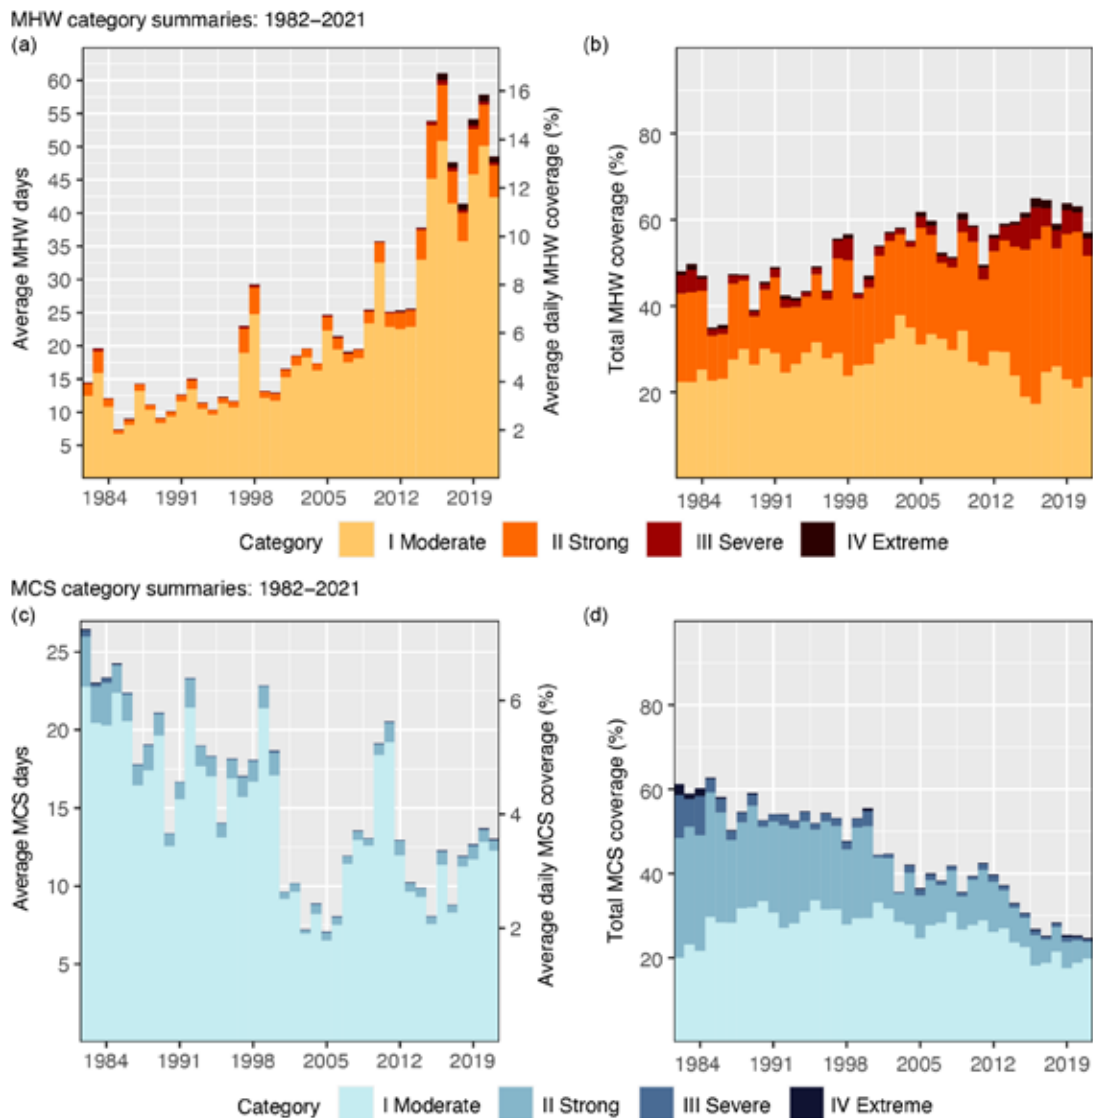 MHW category summaries: 1982–2021
(a)
Average MHW days
60
55
50
45
40
35
30
25
20
15
10
5
1984 1991 1998 2005 2012 2019
16
14
12
10
8
6
4
2
Average daily MHW coverage (%)
(b)
Total MHW coverage (%)
80
60
40
20
1984 1991 1998 2005 2012 2019
Category I Moderate II Strong III Severe IV Extreme
MCS category summaries: 1982–2021
(c)
Average MCS days
25
20
15
10
5
1984 1991 1998 2005 2012 2019
6
4
2
Average daily MCS coverage (%)
(d)
Total MCS coverage (%)
80
60
40
20
1984 1991 1998 2005 2012 2019
Category I Moderate II Strong III Severe IV Extreme